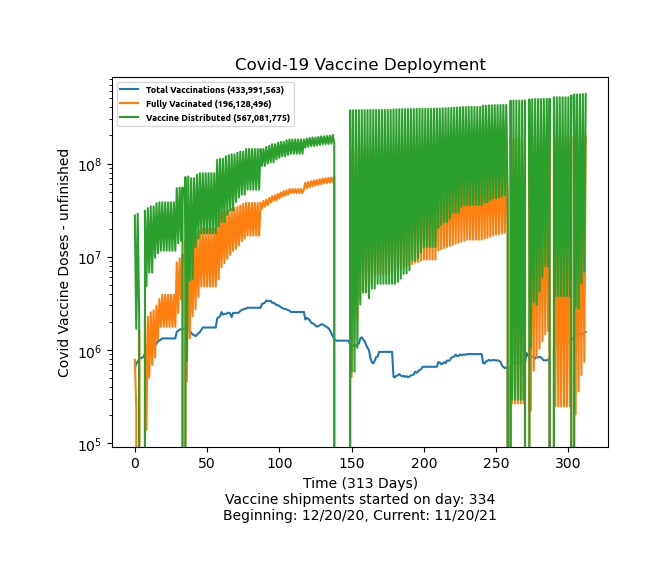 Covid-19 Vaccine Deployment
Total Vaccinations (433,991,563)
Fully Vacinated (196,128,496)
Vaccine Distributed (567,081,775)
Covid Vaccine Doses - unfinished
10⁸
10⁷
10⁶
10⁵
0 50 100 150 200 250 300
Time (313 Days)
Vaccine shipments started on day: 334
Beginning: 12/20/20, Current: 11/20/21